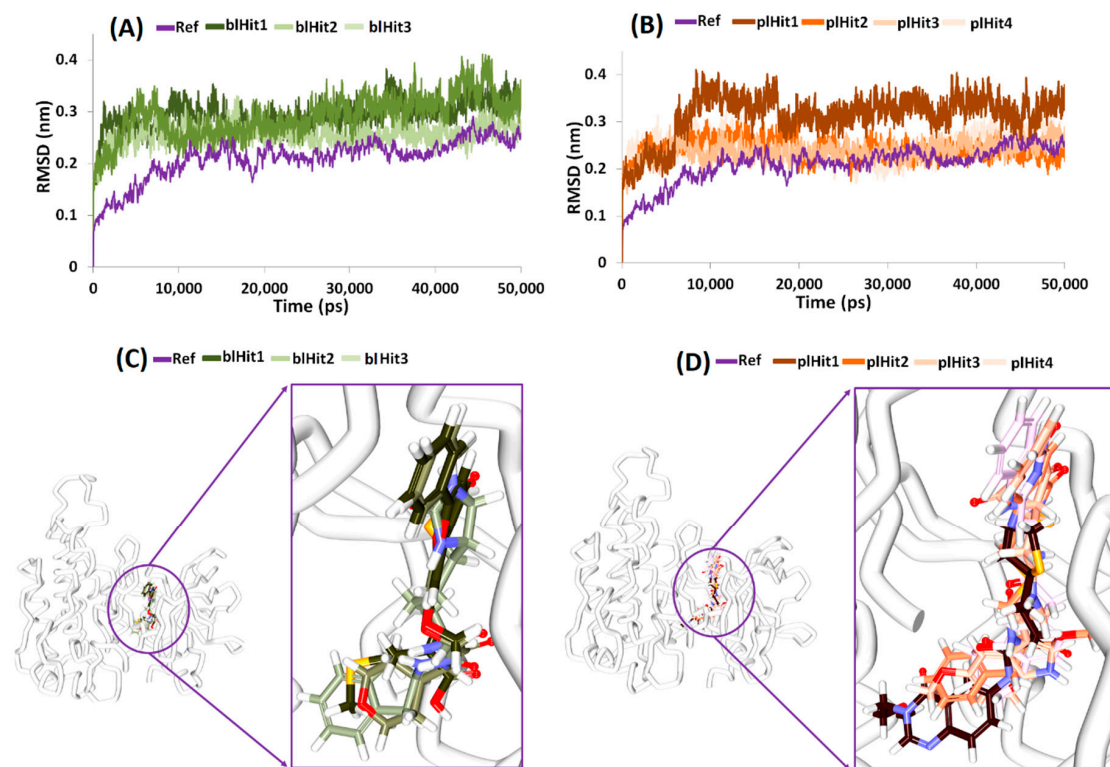 (A) Ref blHit1 blHit2 blHit3
0.4
0.3
0.2
0.1
0
RMSD (nm)
0 10,000 20,000 30,000 40,000 50,000
Time (ps)
(B) Ref plHit1 plHit2 plHit3 plHit4
0.4
0.3
0.2
0.1
0
RMSD (nm)
0 10,000 20,000 30,000 40,000 50,000
Time (ps)
(C) Ref blHit1 blHit2 blHit3
(D) Ref plHit1 plHit2 plHit3 plHit4